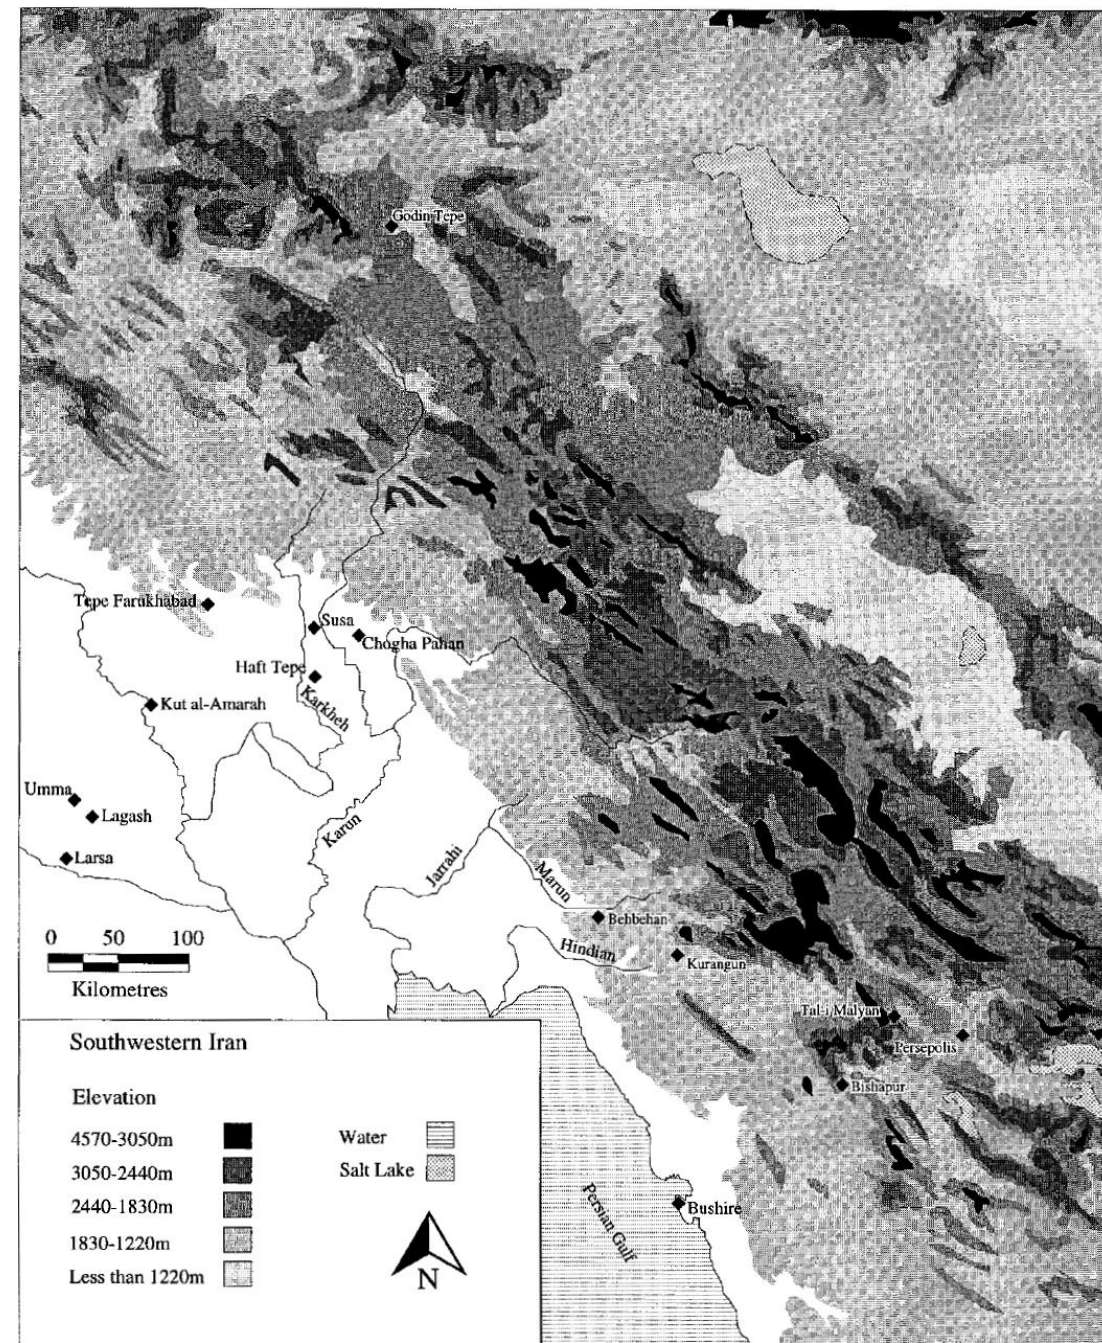 Godin Tepe
Tepe Farukhabad
Susa
Chogha Pahan
Haft Tepe
Karkheh
Kut al-Amarah
Umma
Lagash
Larsa
Karun
Jarrahi
Marun
Behbehan
Hindian
Kurangun
0 50 100
Kilometres
Tal-i Malyan
Persepolis
Bishapur
Bushire
Persian Gulf
Southwestern Iran
Elevation
4570-3050m
3050-2440m
2440-1830m
1830-1220m
Less than 1220m
Water
Salt Lake
N